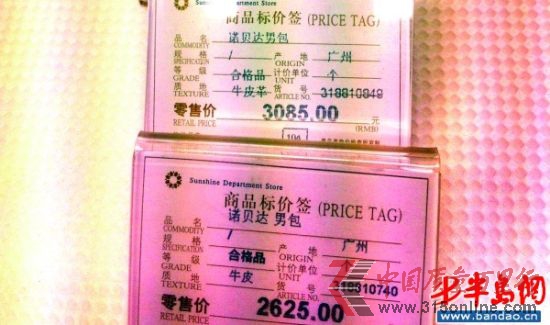 Sunshine Department Store
商品标价签 (PRICE TAG)
品名 COMMODITY 诺贝达男包
规格 SPECIFICATION / 产地 ORIGIN 广州
等级 GRADE 合格品 计价单位 UNIT 个
质地 TEXTURE 牛皮革 货号 ARTICLE NO. 318810849
零售价 RETAIL PRICE 3085.00 元 (RMB)
Sunshine Department Store
商品标价签 (PRICE TAG)
品名 COMMODITY 诺贝达男包
规格 SPECIFICATION / 产地 ORIGIN 广州
等级 GRADE 合格品 计价单位
质地 TEXTURE 牛皮 318810740
零售价 RETAIL PRICE 2625.00
www.315online.com
半岛网
www.bandao.cn